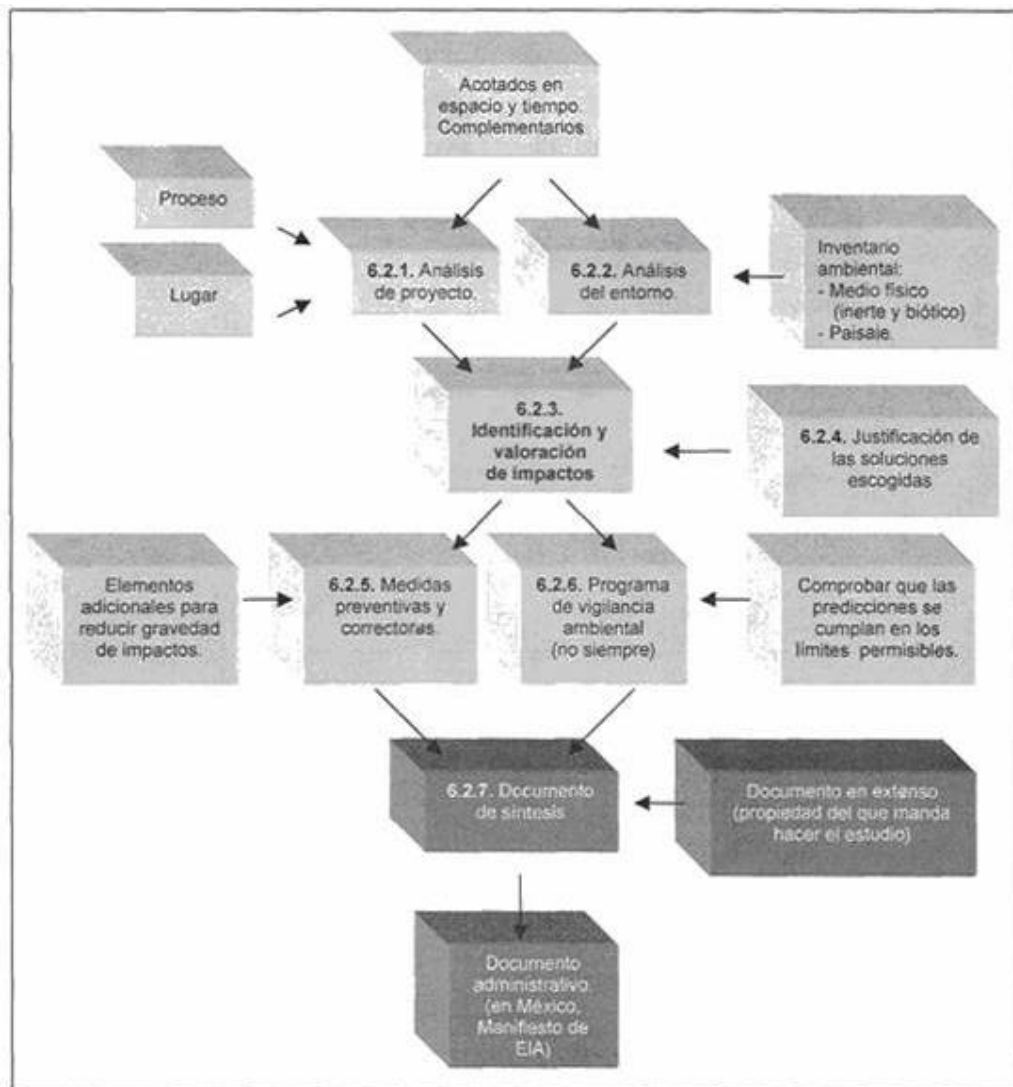 Acotados en
espacio y tiempo.
Complementarios
Proceso
Lugar
6.2.1. Análisis
de proyecto.
6.2.2. Análisis
del entorno.
Inventario
ambiental:
- Medio físico
(inerte y biótico)
- Paisaje.
6.2.3.
Identificación y
valoración
de impactos
6.2.4. Justificación de
las soluciones
escogidas
Elementos
adicionales para
reducir gravedad
de impactos.
6.2.5. Medidas
preventivas y
correctoras.
6.2.6. Programa
de vigilancia
ambiental
(no siempre)
Comprobar que las
predicciones se
cumplan en los
límites permisibles.
6.2.7. Documento
de síntesis
Documento en extenso
(propiedad del que manda
hacer el estudio)
Documento
administrativo.
(en México,
Manifiesto de
EIA)